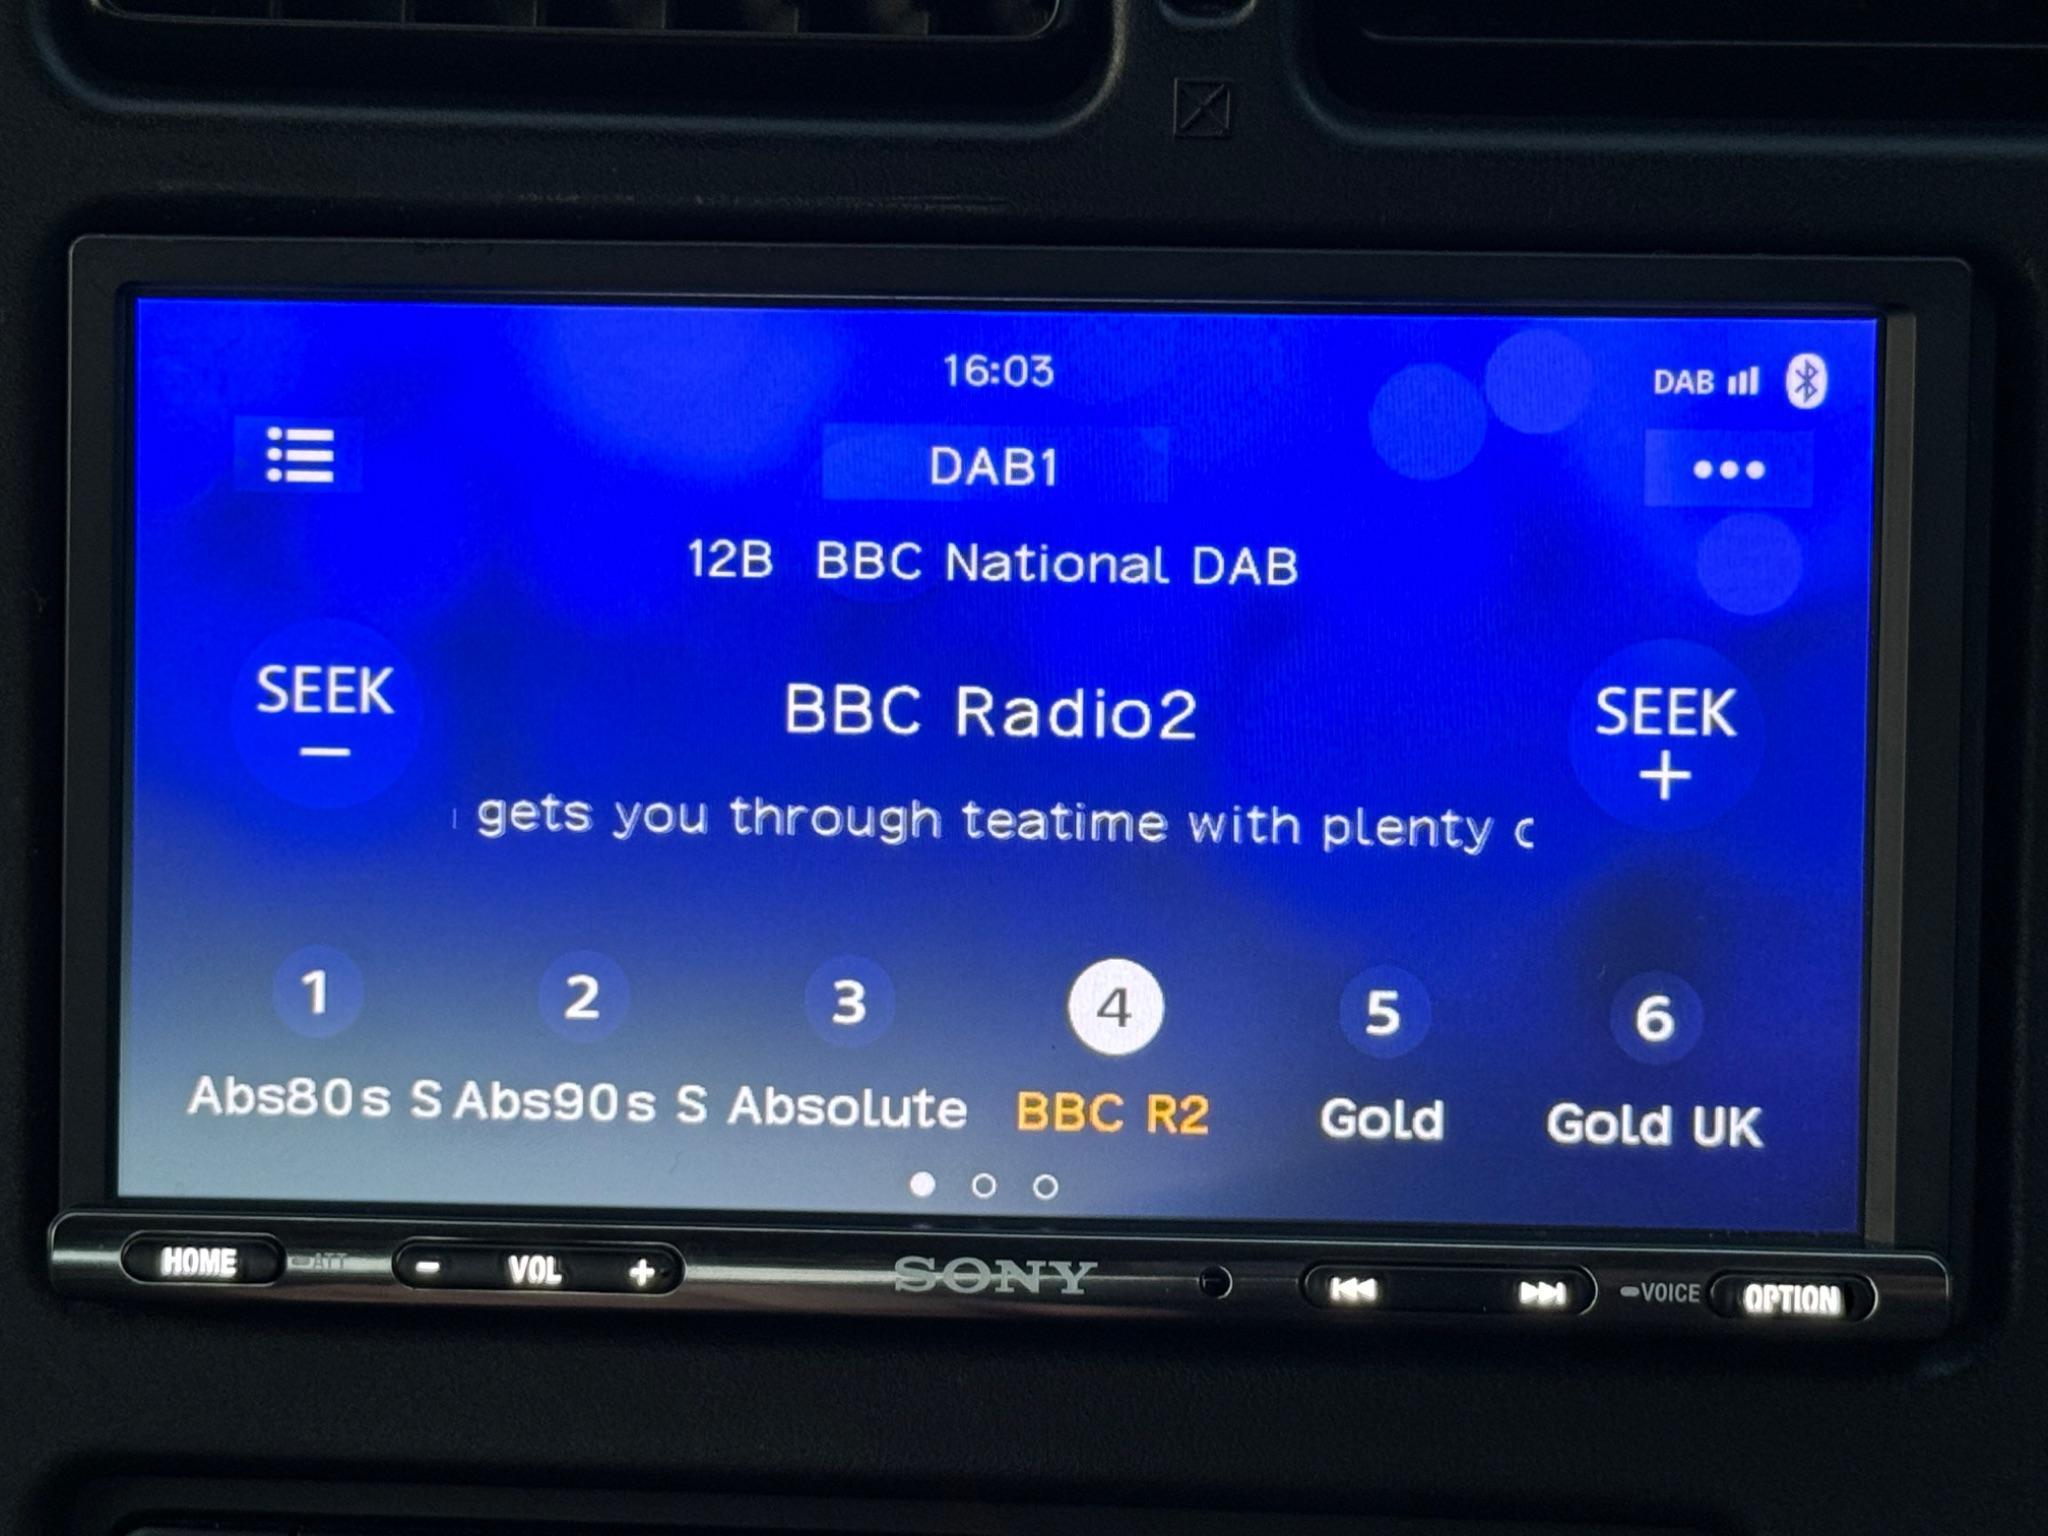 16:03
DAB
DAB1
12B BBC National DAB
SEEK
BBC Radio2
SEEK
gets you through teatime with plenty
1 2 3 4 5 6
Abs80s S Abs90s S Absolute BBC R2 Gold Gold UK
HOME ATT - VOL + SONY VOICE OPTION